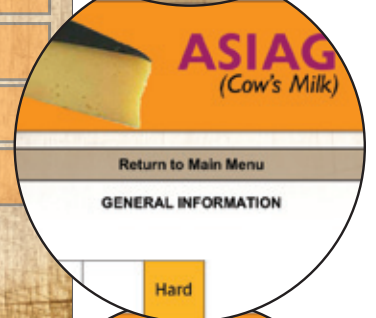 ASIAG
(Cow's Milk)
Return to Main Menu
GENERAL INFORMATION
Hard